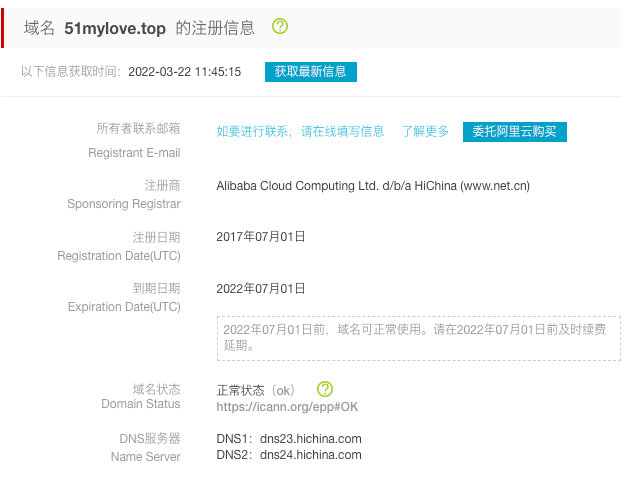 域名 51mylove.top 的注册信息 ?
以下信息获取时间：2022-03-22 11:45:15 获取最新信息
所有者联系邮箱 如要进行联系，请在线填写信息 了解更多 委托阿里云购买
Registrant E-mail
注册商 Alibaba Cloud Computing Ltd. d/b/a HiChina (www.net.cn)
Sponsoring Registrar
注册日期 2017年07月01日
Registration Date(UTC)
到期日期 2022年07月01日
Expiration Date(UTC)
2022年07月01日前，域名可正常使用。请在2022年07月01日前及时续费
延期。
域名状态 正常状态（ok） ?
Domain Status https://icann.org/epp#OK
DNS服务器 DNS1：dns23.hichina.com
Name Server DNS2：dns24.hichina.com